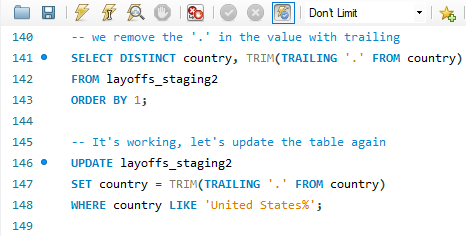 Don't Limit
140 -- we remove the '.' in the value with trailing
141 SELECT DISTINCT country, TRIM(TRAILING '.' FROM country)
142 FROM layoffs_staging2
143 ORDER BY 1;
144
145 -- It's working, let's update the table again
146 UPDATE layoffs_staging2
147 SET country = TRIM(TRAILING '.' FROM country)
148 WHERE country LIKE 'United States%';
149